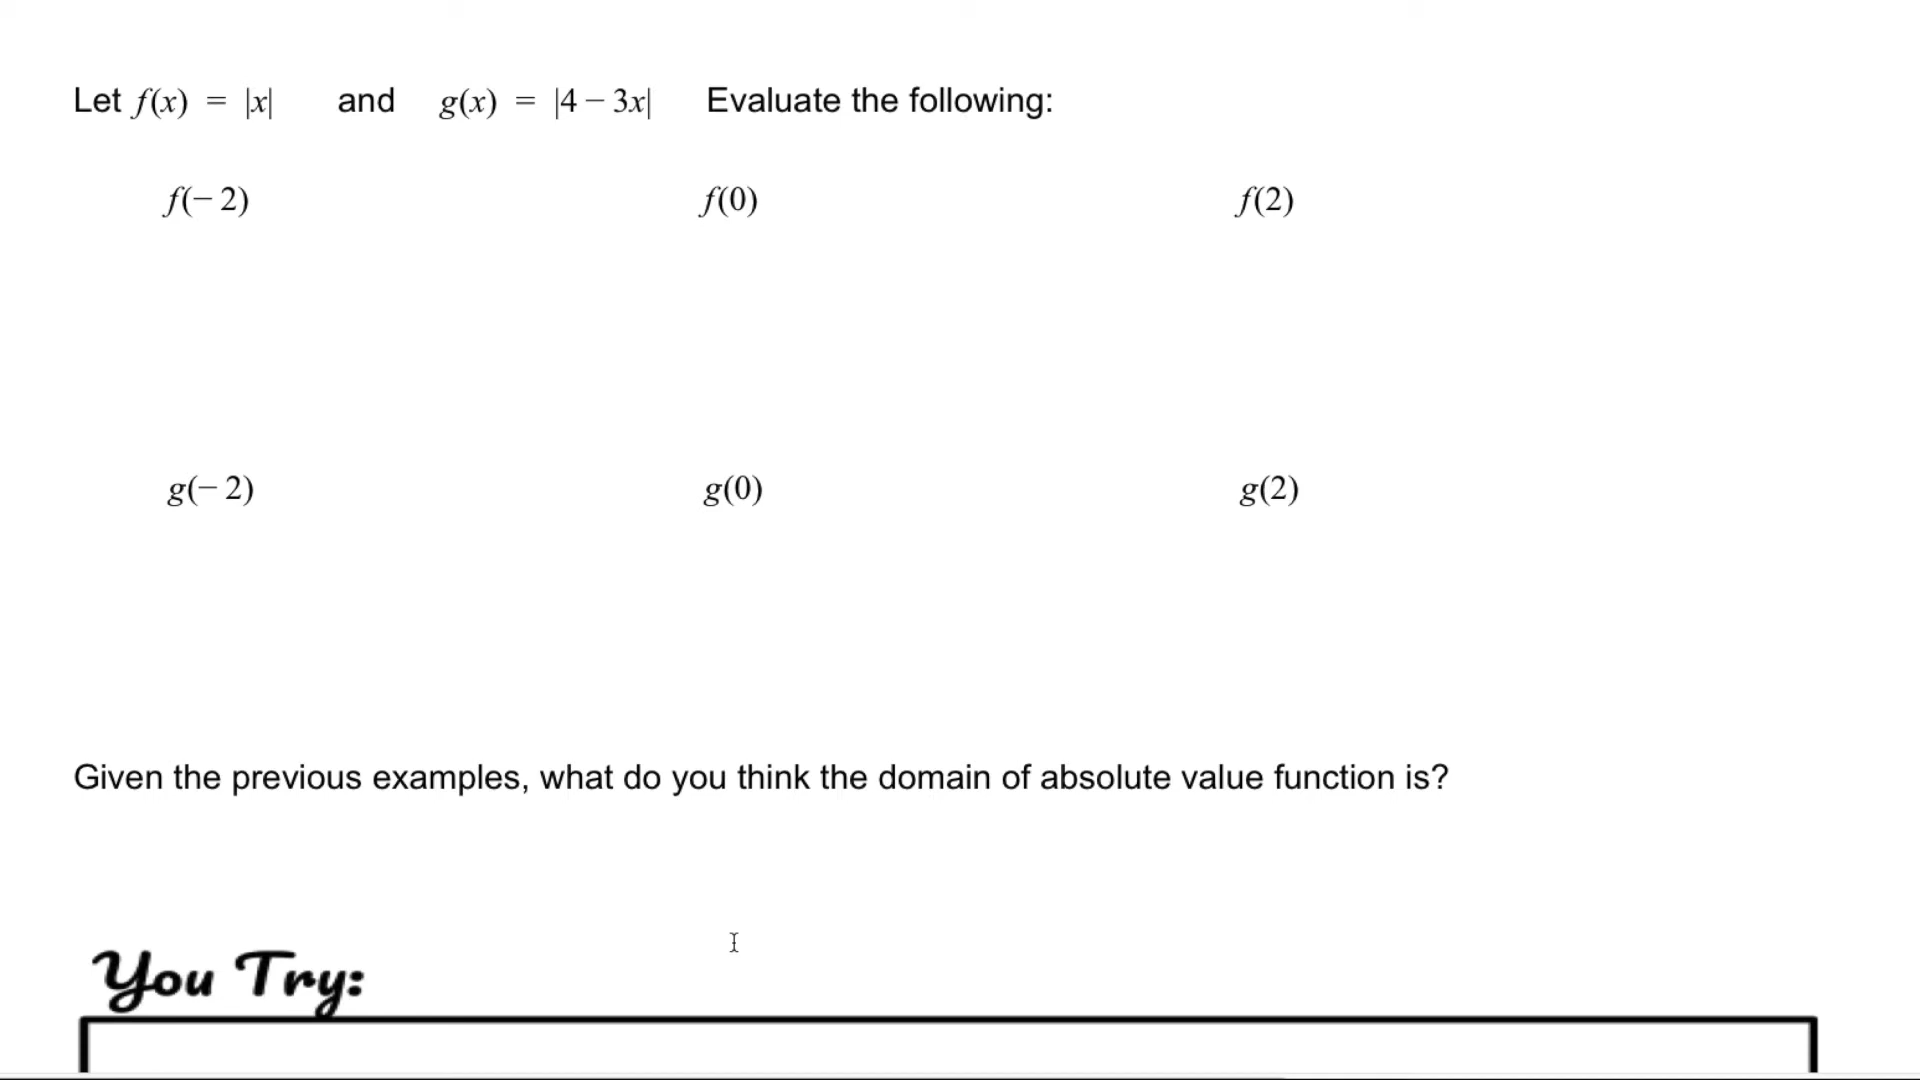 Let f(x) = |x| and g(x) = |4 − 3x| Evaluate the following:
f(− 2) f(0) f(2)
g(− 2) g(0) g(2)
Given the previous examples, what do you think the domain of absolute value function is?
You Try: